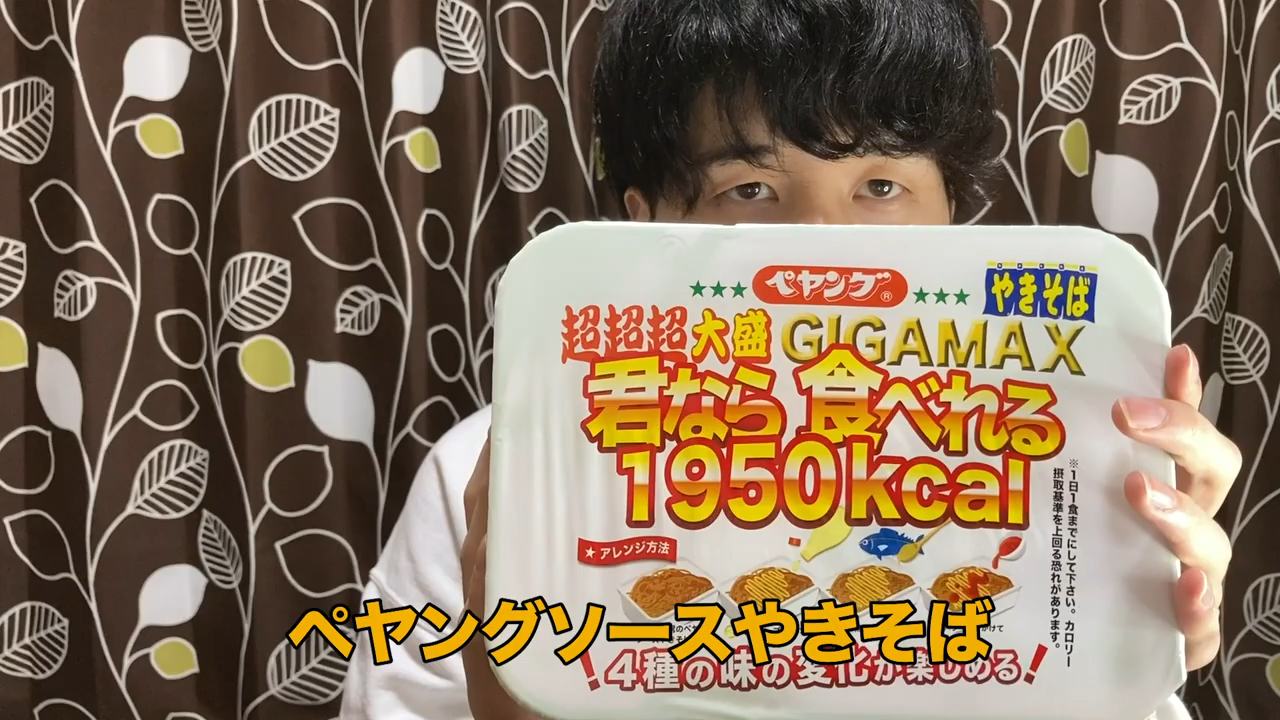 ★★★ペヤング®★★★
やきそば
超超超大盛 GIGAMAX
君なら食べれる
1950kcal
※1日1食までにして下さい。カロリー
摂取基準を上回る恐れがあります。
★アレンジ方法
ペヤングソースやきそば
!4種の味の変化が楽しめる!